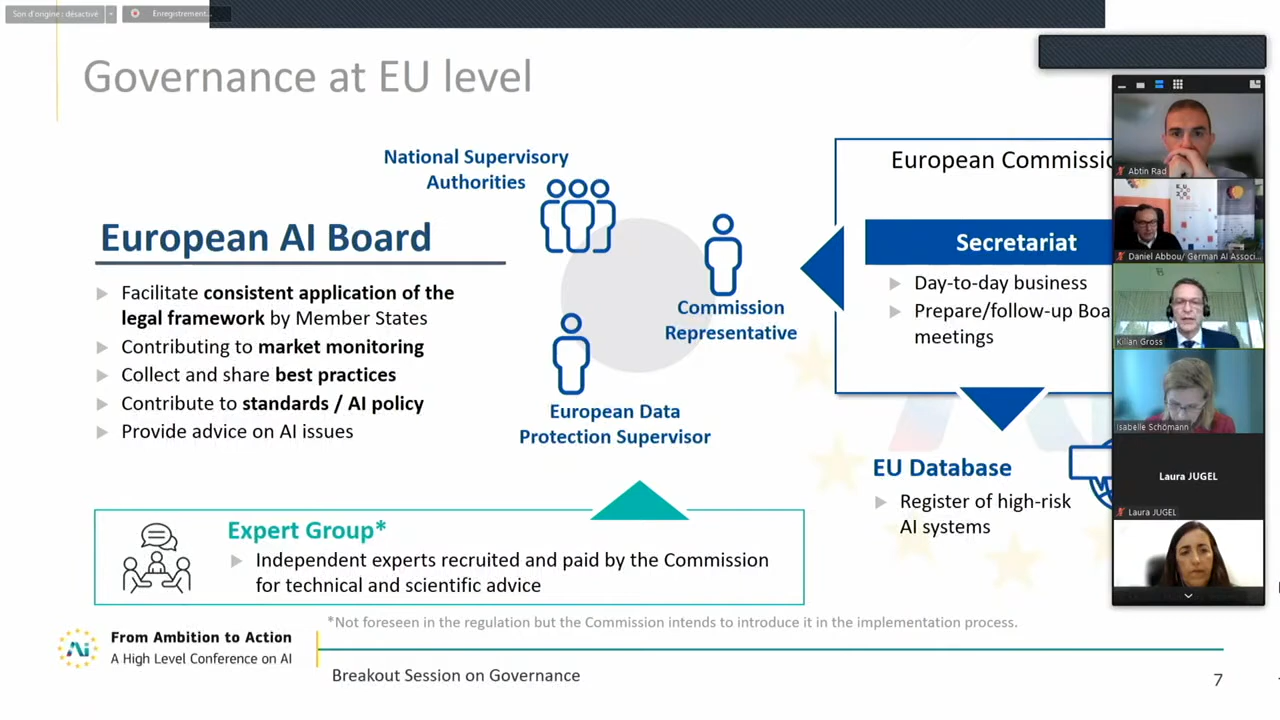 Son d'origine : désactivé
Enregistrement...
Governance at EU level
National Supervisory
Authorities
European AI Board
Facilitate consistent application of the
legal framework by Member States
Contributing to market monitoring
Collect and share best practices
Contribute to standards / AI policy
Provide advice on AI issues
Commission
Representative
European Data
Protection Supervisor
European Commissio
Secretariat
Day-to-day business
Prepare/follow-up Boa
meetings
EU Database
Register of high-risk
AI systems
Expert Group*
Independent experts recruited and paid by the Commission
for technical and scientific advice
*Not foreseen in the regulation but the Commission intends to introduce it in the implementation process.
Ai
From Ambition to Action
A High Level Conference on AI
Breakout Session on Governance
7
Abtin Rad
Daniel Abbou/ German AI Associ...
Kilian Gross
Isabelle Schömann
Laura JUGEL
Laura JUGEL